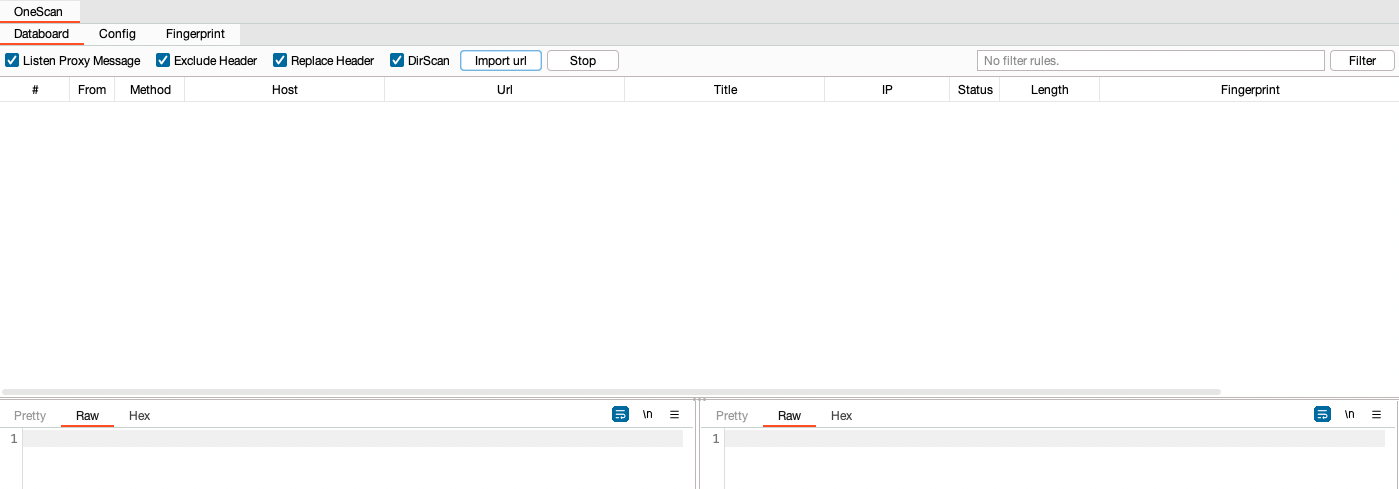 OneScan
Databoard Config Fingerprint
Listen Proxy Message Exclude Header Replace Header DirScan Import url Stop No filter rules. Filter
# From Method Host Url Title IP Status Length Fingerprint
Pretty Raw Hex \n Pretty Raw Hex \n
1 1